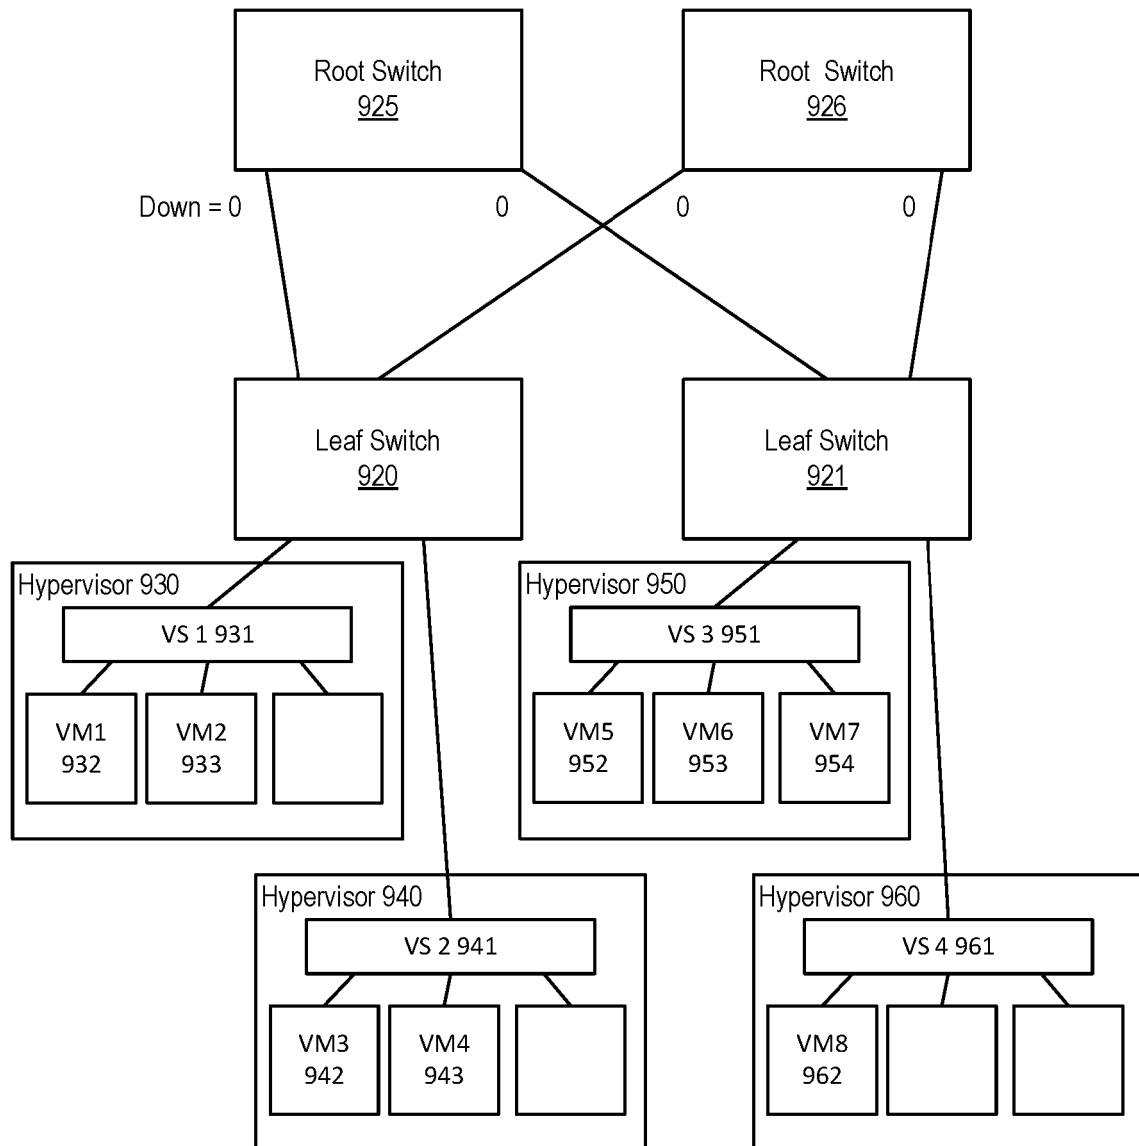 Root Switch
925
Root Switch
926
Down = 0
0
0
0
Leaf Switch
920
Leaf Switch
921
Hypervisor 930
VS 1 931
VM1
932
VM2
933
Hypervisor 950
VS 3 951
VM5
952
VM6
953
VM7
954
Hypervisor 940
VS 2 941
VM3
942
VM4
943
Hypervisor 960
VS 4 961
VM8
962